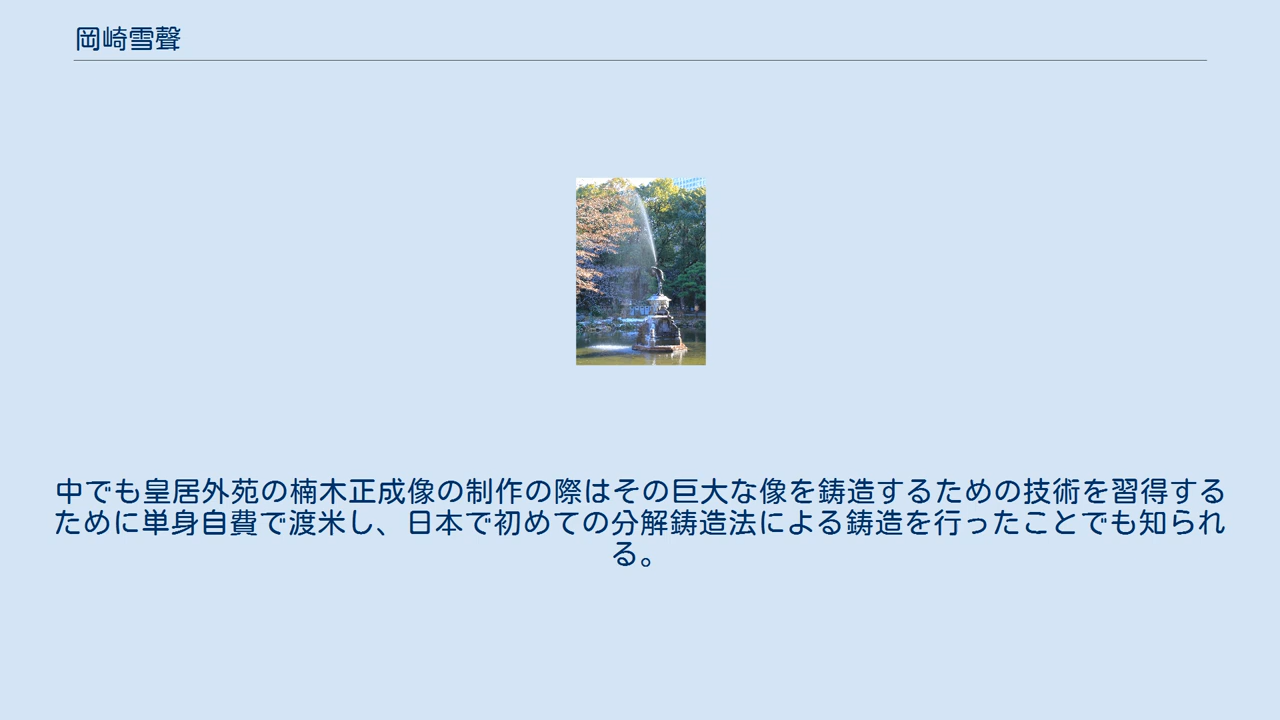 岡崎雪聲
中でも皇居外苑の楠木正成像の制作の際はその巨大な像を鋳造するための技術を習得する
ために単身自費で渡米し、日本で初めての分解鋳造法による鋳造を行ったことでも知られ
る。